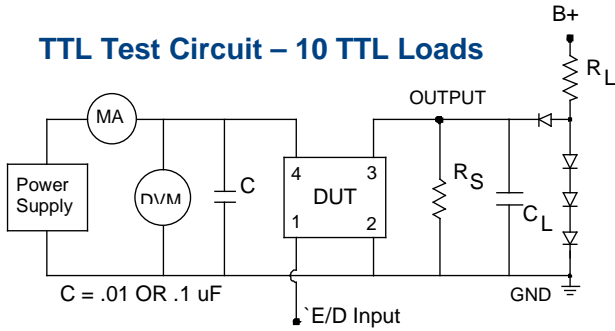 TTL Test Circuit – 10 TTL Loads
B+
R L
OUTPUT
MA
Power
Supply
DVM
C
4
3
DUT
1
2
R S
C L
C = .01 OR .1 uF
GND
`E/D Input